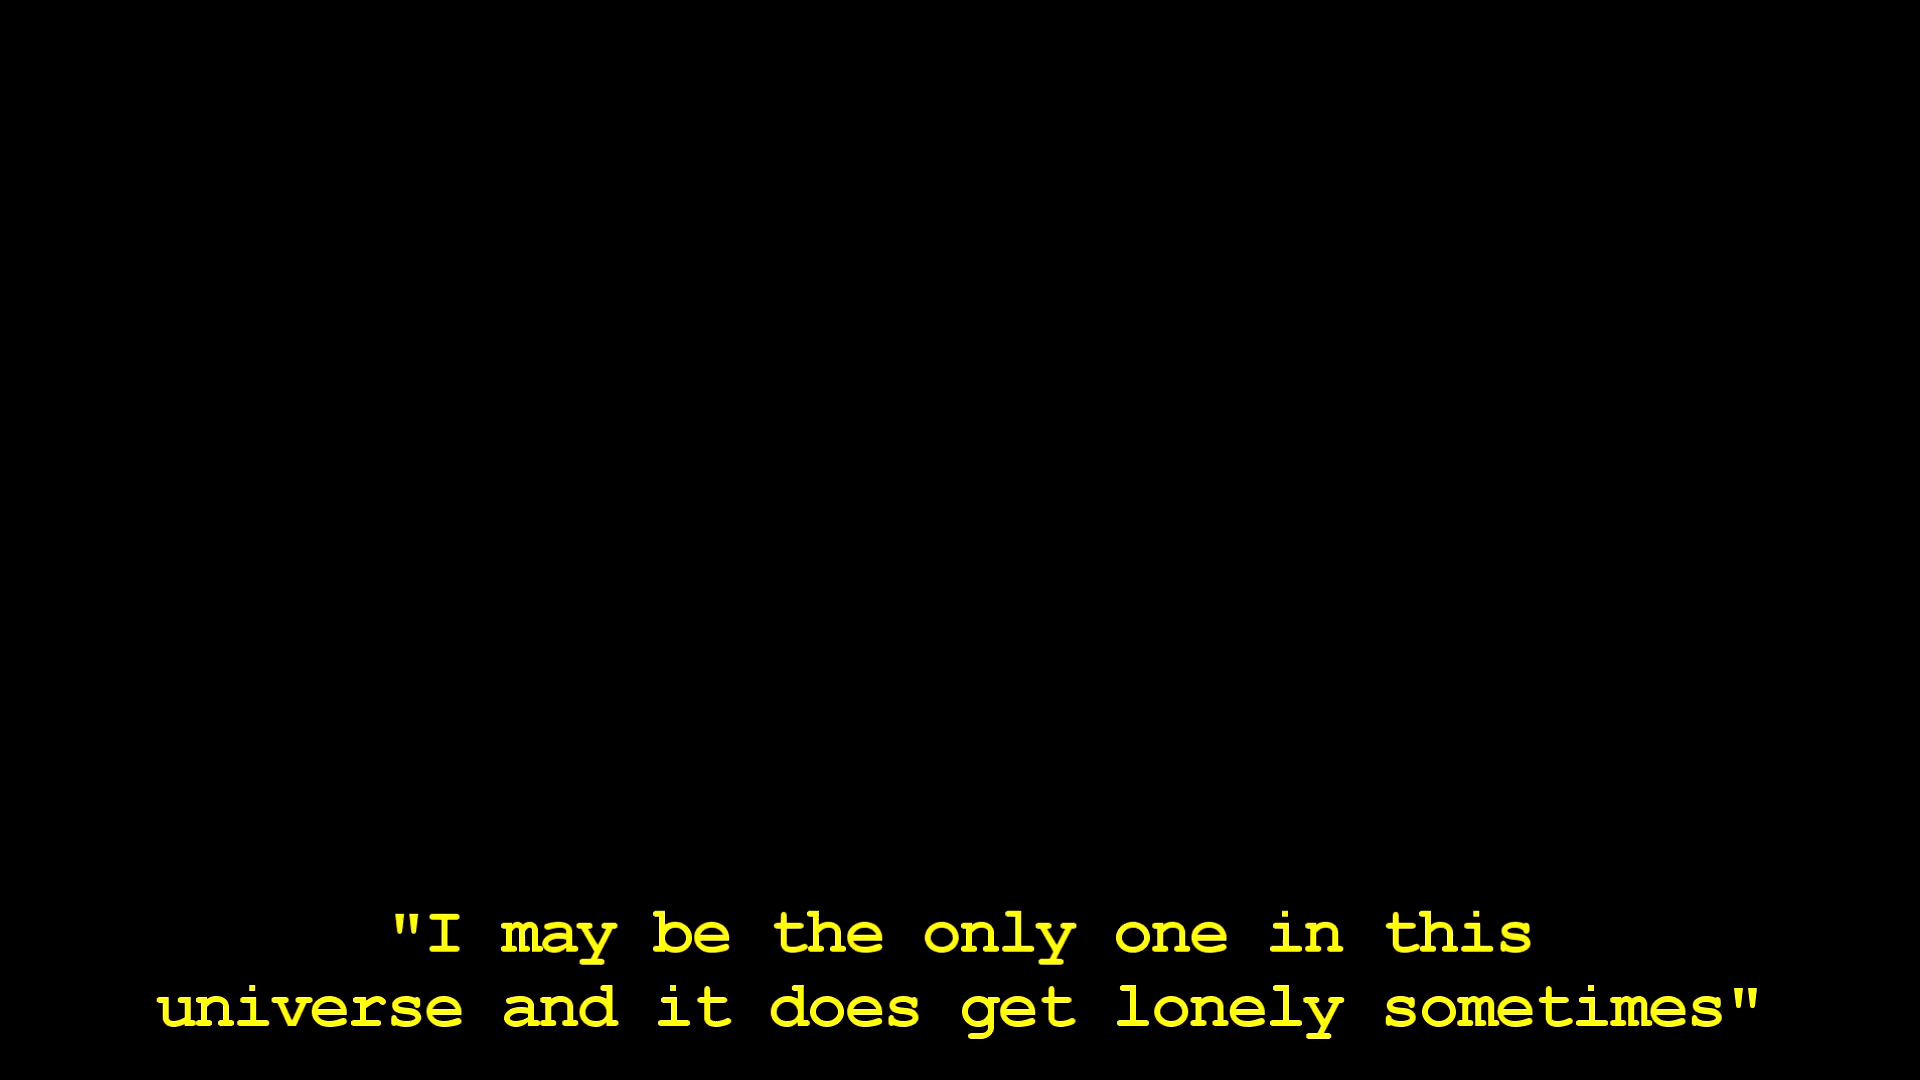 "I may be the only one in this
universe and it does get lonely sometimes"